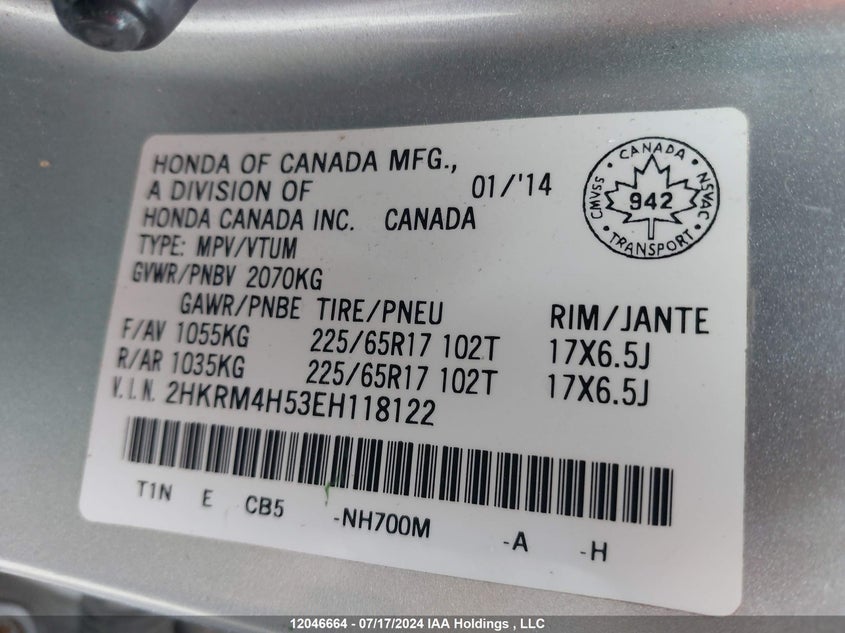 HONDA OF CANADA MFG.,
A DIVISION OF 01/'14
HONDA CANADA INC. CANADA
TYPE: MPV/VTUM
GVWR/PNBV 2070KG
GAWR/PNBE TIRE/PNEU RIM/JANTE
F/AV 1055KG 225/65R17 102T 17X6.5J
R/AR 1035KG 225/65R17 102T 17X6.5J
V.I.N. 2HKRM4H53EH118122
T1N E CB5 -NH700M -A -H
CANADA
CMVSS 942 NSVAC
TRANSPORT
12046664 - 07/17/2024 IAA Holdings , LLC